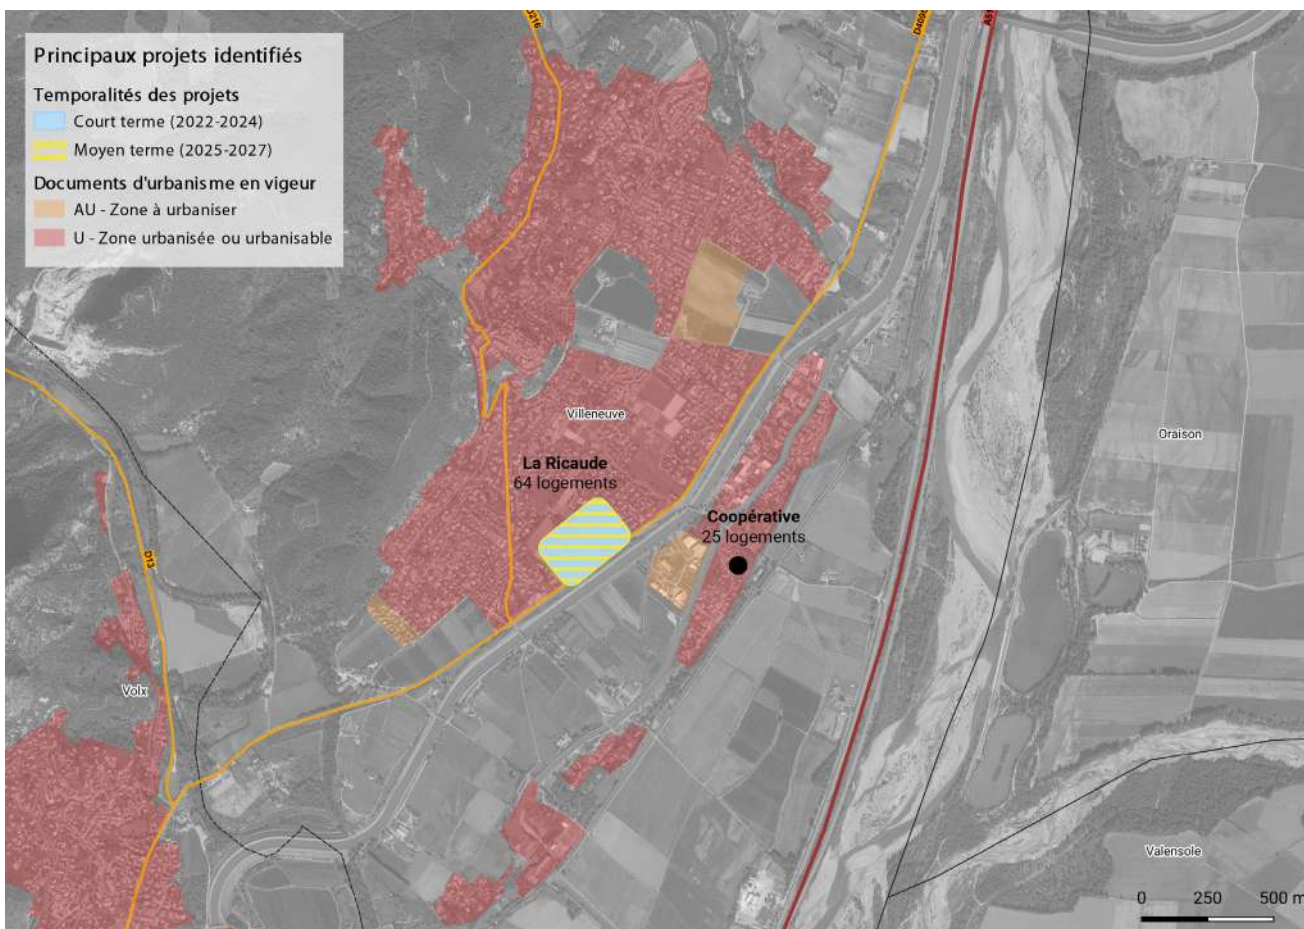 Principaux projets identifiés
Temporalités des projets
Court terme (2022-2024)
Moyen terme (2025-2027)
Documents d'urbanisme en vigeur
AU - Zone à urbaniser
U - Zone urbanisée ou urbanisable
D216
A51
Villeneuve
Oraison
La Ricaude
64 logements
Coopérative
25 logements
D13
Volx
Valensole
0 250 500 m